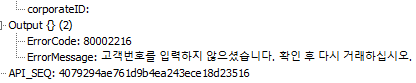 corporateID:
Output {} (2)
ErrorCode: 80002216
ErrorMessage: 고객번호를 입력하지 않으셨습니다. 확인 후 다시 거래하십시오.
API_SEQ: 4079294ae761d9b4ea243ece18d23516